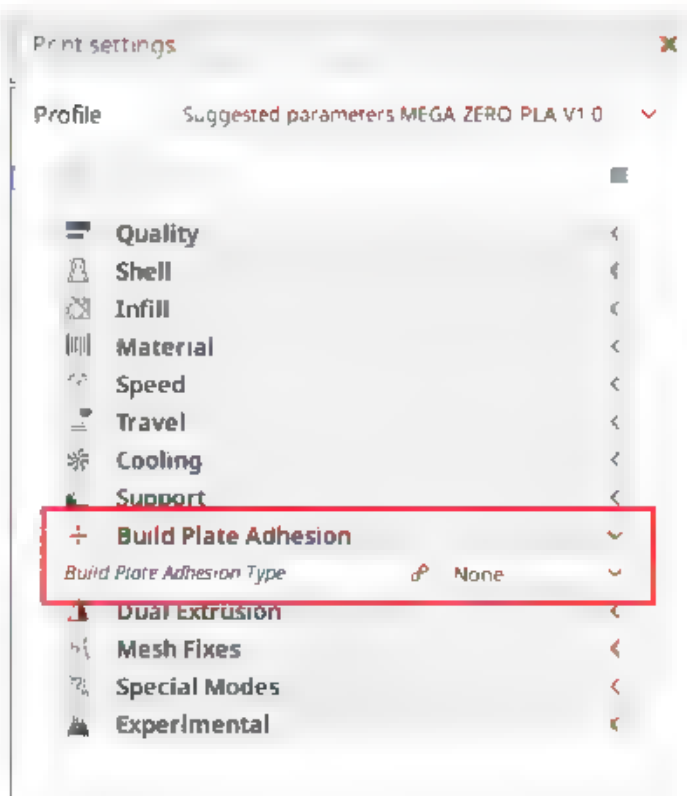 Print settings
Profile Suggested parameters MEGA ZERO PLA V1.0
Quality
Shell
Infill
Material
Speed
Travel
Cooling
Support
Build Plate Adhesion
Build Plate Adhesion Type None
Dual Extrusion
Mesh Fixes
Special Modes
Experimental